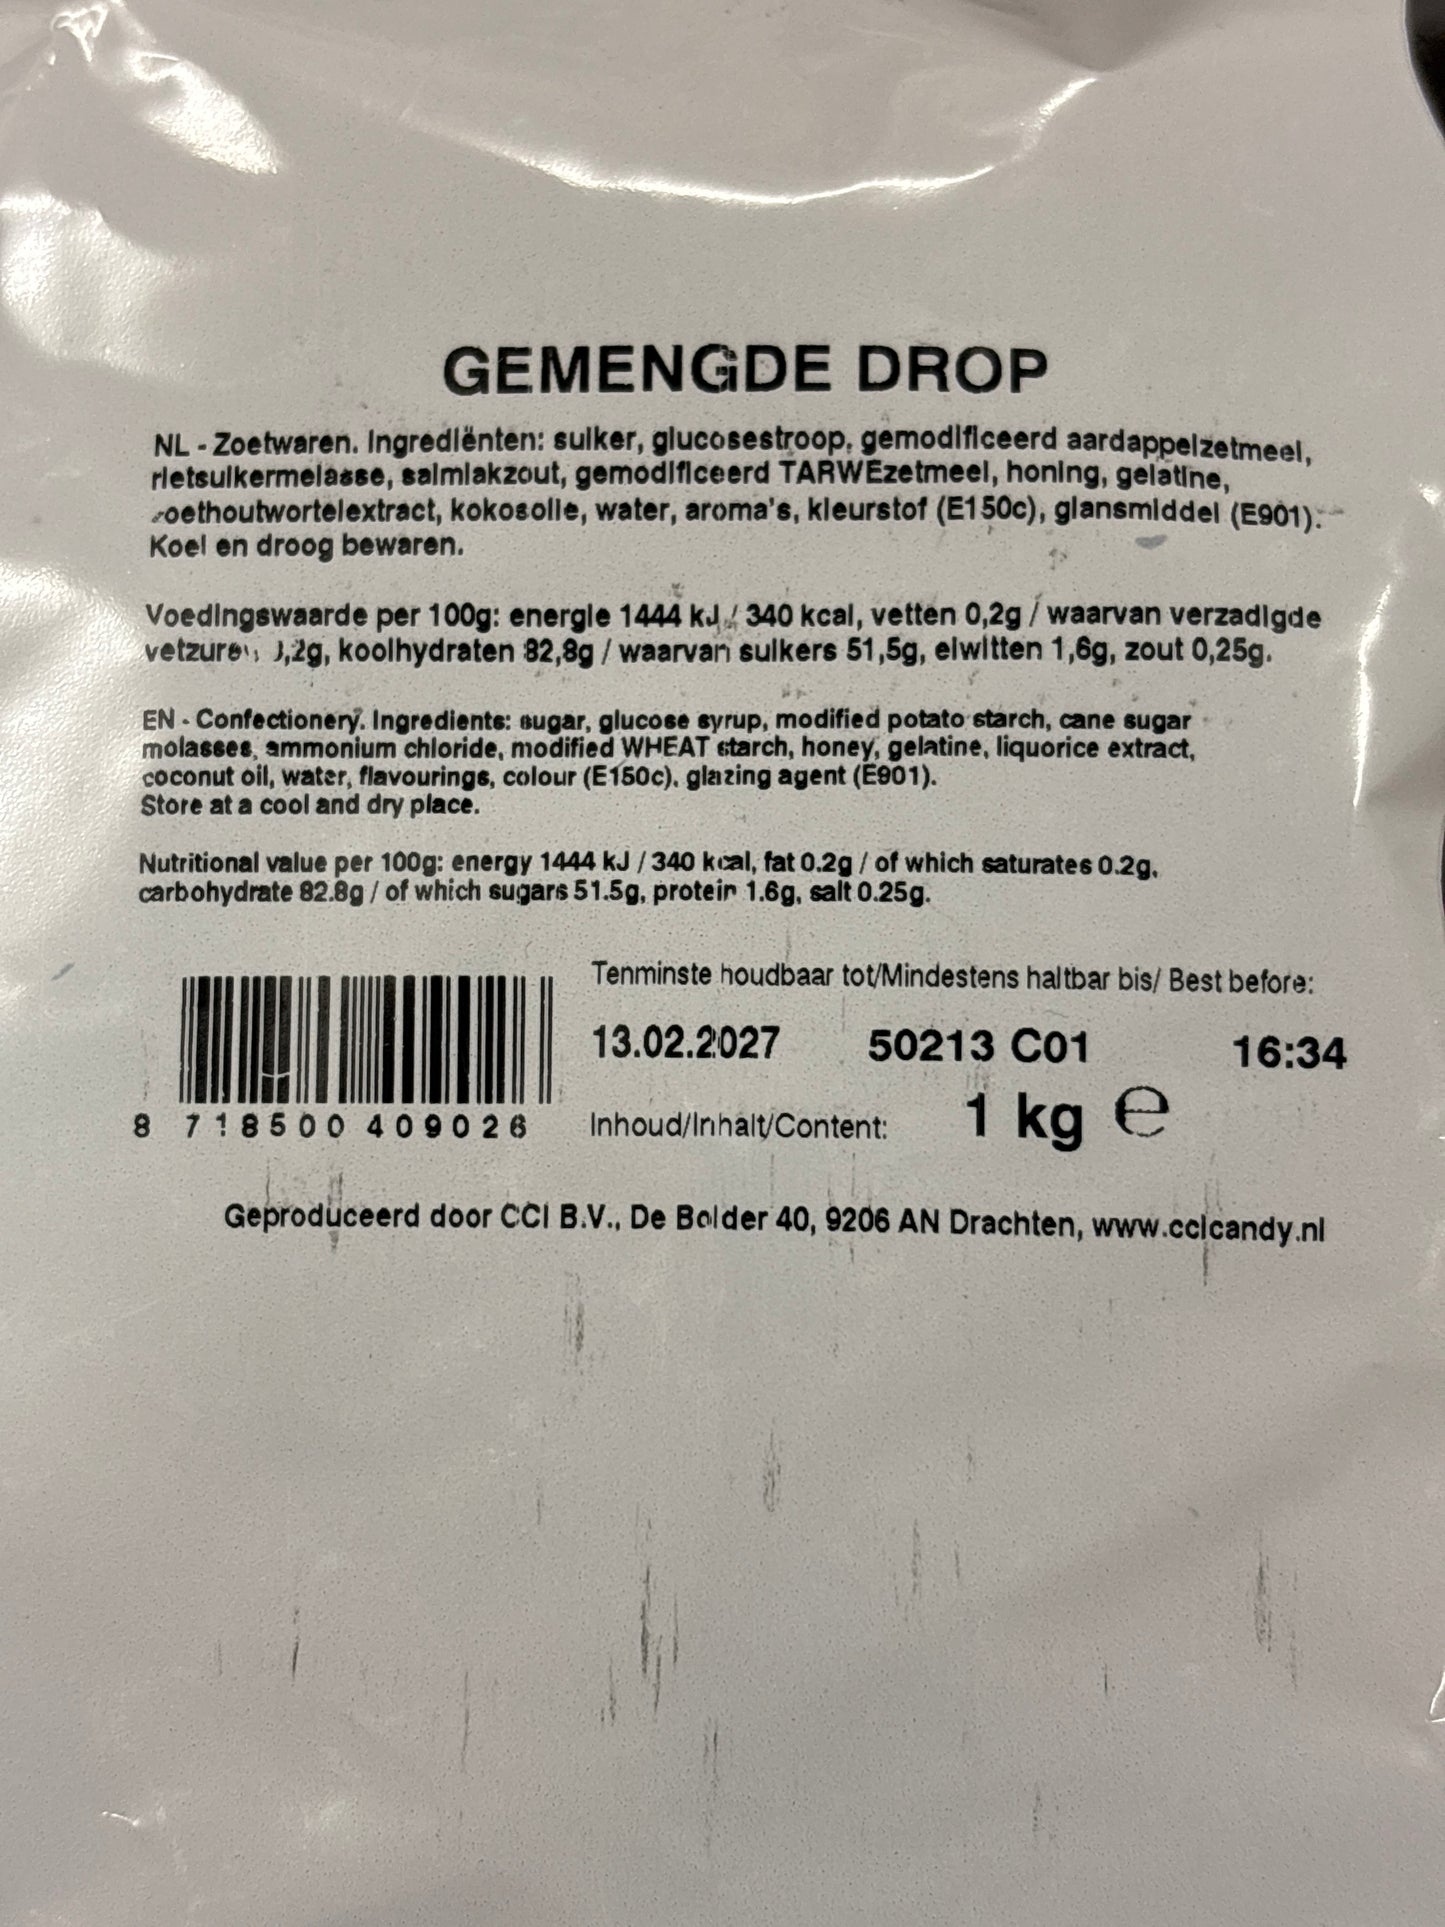 GEMENGDE DROP
NL - Zoetwaren. Ingrediënten: suiker, glucosestroop, gemodificeerd aardappelzetmeel,
rietsuikermelasse, salmiakzout, gemodificeerd TARWEzetmeel, honing, gelatine,
zoethoutwortelextract, kokosolie, water, aroma's, kleurstof (E150c), glansmiddel (E901).
Koel en droog bewaren.
Voedingswaarde per 100g: energie 1444 kJ / 340 kcal, vetten 0,2g / waarvan verzadigde
vetzuren 0,2g, koolhydraten 82,8g / waarvan suikers 51,5g, eiwitten 1,6g, zout 0,25g.
EN - Confectionery. Ingredients: sugar, glucose syrup, modified potato starch, cane sugar
molasses, ammonium chloride, modified WHEAT starch, honey, gelatine, liquorice extract,
coconut oil, water, flavourings, colour (E150c), glazing agent (E901).
Store at a cool and dry place.
Nutritional value per 100g: energy 1444 kJ / 340 kcal, fat 0.2g / of which saturates 0.2g,
carbohydrate 82.8g / of which sugars 51.5g, protein 1.6g, salt 0.25g.
Tenminste houdbaar tot/Mindestens haltbar bis/ Best before:
13.02.2027 50213 C01 16:34
8 718500 409026
Inhoud/Inhalt/Content: 1 kg ℮
Geproduceerd door CCI B.V., De Bolder 40, 9206 AN Drachten, www.ccicandy.nl